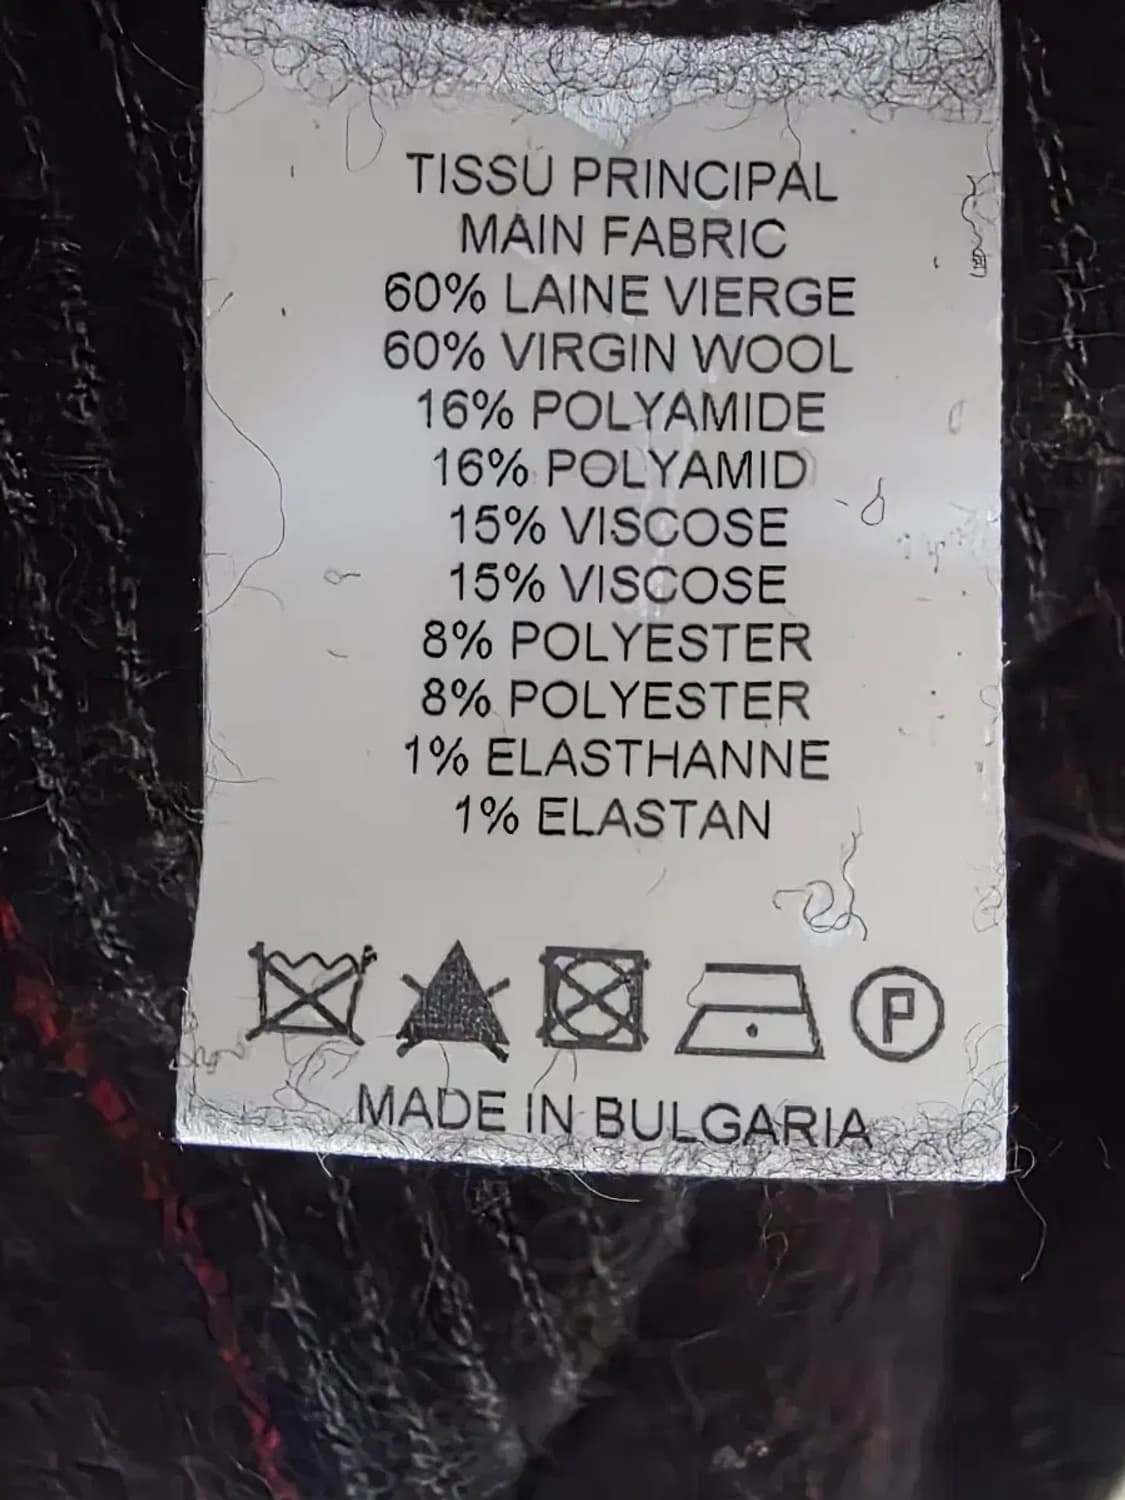 TISSU PRINCIPAL
MAIN FABRIC
60% LAINE VIERGE
60% VIRGIN WOOL
16% POLYAMIDE
16% POLYAMID
15% VISCOSE
15% VISCOSE
8% POLYESTER
8% POLYESTER
1% ELASTHANNE
1% ELASTAN
P
MADE IN BULGARIA